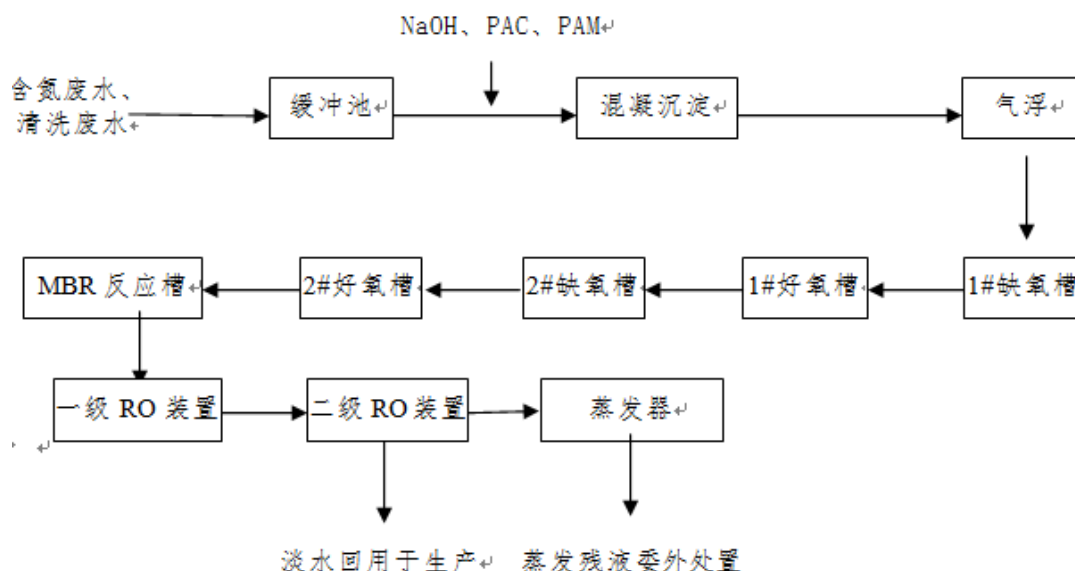 NaOH、PAC、PAM
含氮废水、
清洗废水
缓冲池
混凝沉淀
气浮
MBR 反应槽
2#好氧槽
2#缺氧槽
1#好氧槽
1#缺氧槽
一级 RO 装置
二级 RO 装置
蒸发器
淡水回用于生产
蒸发残液委外处置